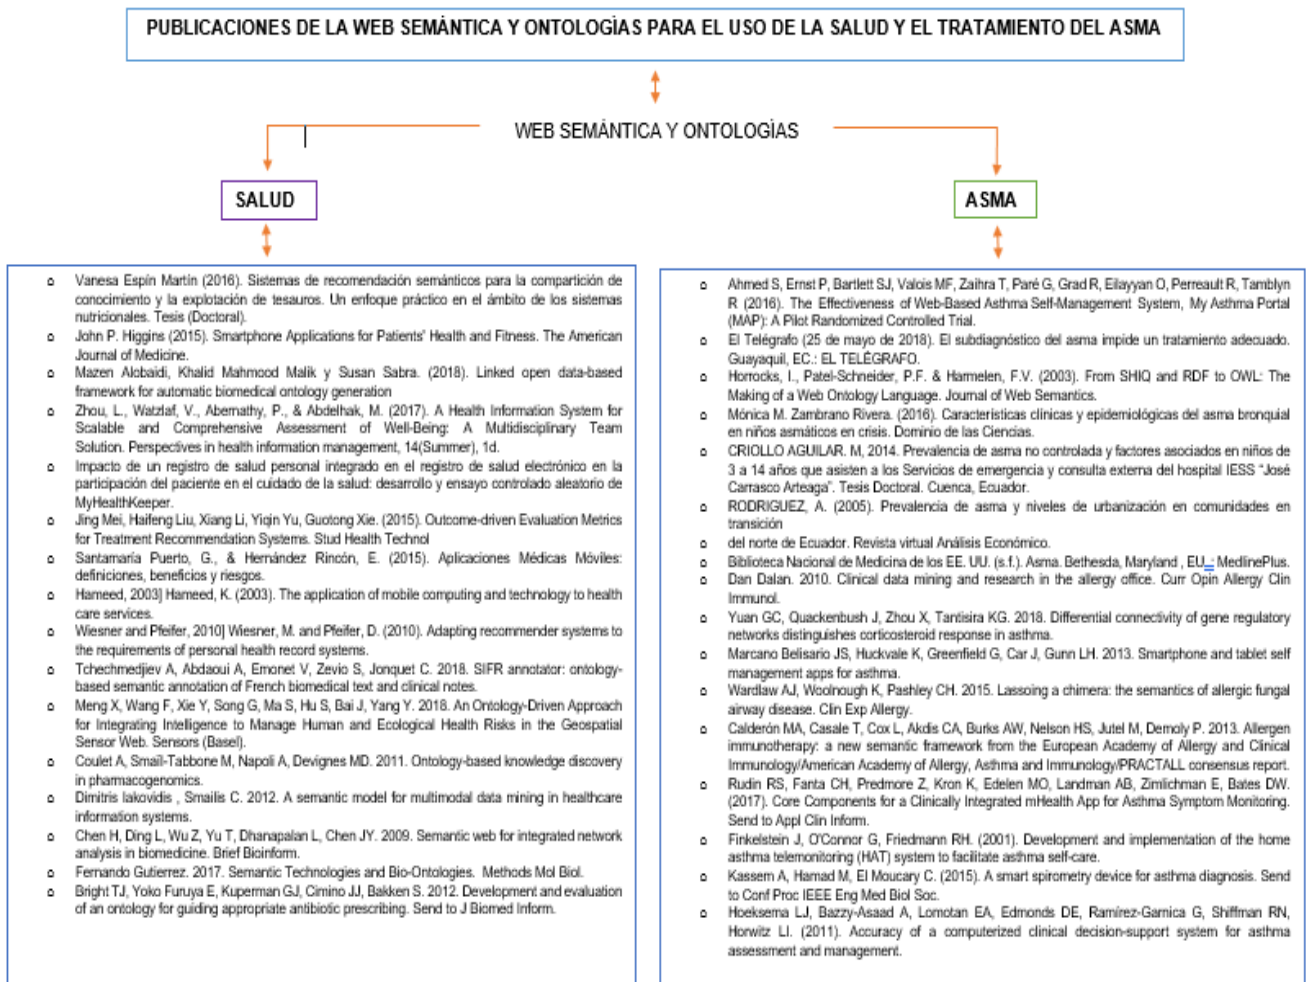 PUBLICACIONES DE LA WEB SEMÁNTICA Y ONTOLOGÍAS PARA EL USO DE LA SALUD Y EL TRATAMIENTO DEL ASMA
WEB SEMÁNTICA Y ONTOLOGÍAS
SALUD
Vanesa Espín Martín (2016). Sistemas de recomendación semánticos para la compartición de
conocimiento y la explotación de tesauros. Un enfoque práctico en el ámbito de los sistemas
nutricionales. Tesis (Doctoral).
John P. Higgins (2015). Smartphone Applications for Patients' Health and Fitness. The American
Journal of Medicine.
Mazen Alobaidi, Khalid Mahmood Malik y Susan Sabra. (2018). Linked open data-based
framework for automatic biomedical ontology generation
Zhou, L., Watzlaf, V., Abernathy, P., & Abdelhak, M. (2017). A Health Information System for
Scalable and Comprehensive Assessment of Well-Being: A Multidisciplinary Team
Solution. Perspectives in health information management, 14(Summer), 1d.
Impacto de un registro de salud personal integrado en el registro de salud electrónico en la
participación del paciente en el cuidado de la salud: desarrollo y ensayo controlado aleatorio de
MyHealthKeeper.
Jing Mei, Haifeng Liu, Xiang Li, Yiqin Yu, Guotong Xie. (2015). Outcome-driven Evaluation Metrics
for Treatment Recommendation Systems. Stud Health Technol
Santamaría Puerto, G., & Hernández Rincón, E. (2015). Aplicaciones Médicas Móviles:
definiciones, beneficios y riesgos.
Hameed, 2003] Hameed, K. (2003). The application of mobile computing and technology to health
care services.
Wiesner and Pfeifer, 2010] Wiesner, M. and Pfeifer, D. (2010). Adapting recommender systems to
the requirements of personal health record systems.
Tchechmedjiev A, Abdaoui A, Emonet V, Zevio S, Jonquet C. 2018. SIFR annotator: ontology-
based semantic annotation of French biomedical text and clinical notes.
Meng X, Wang F, Xie Y, Song G, Ma S, Hu S, Bai J, Yang Y. 2018. An Ontology-Driven Approach
for Integrating Intelligence to Manage Human and Ecological Health Risks in the Geospatial
Sensor Web. Sensors (Basel).
Coulet A, Smaïl-Tabbone M, Napoli A, Devignes MD. 2011. Ontology-based knowledge discovery
in pharmacogenomics.
Dimitris Iakovidis , Smailis C. 2012. A semantic model for multimodal data mining in healthcare
information systems.
Chen H, Ding L, Wu Z, Yu T, Dhanapalan L, Chen JY. 2009. Semantic web for integrated network
analysis in biomedicine. Brief Bioinform.
Fernando Gutierrez. 2017. Semantic Technologies and Bio-Ontologies. Methods Mol Biol.
Bright TJ, Yoko Furuya E, Kuperman GJ, Cimino JJ, Bakken S. 2012. Development and evaluation
of an ontology for guiding appropriate antibiotic prescribing. Send to J Biomed Inform.
ASMA
Ahmed S, Ernst P, Bartlett SJ, Valois MF, Zaihra T, Paré G, Grad R, Eilayyan O, Perreault R, Tamblyn
R (2016). The Effectiveness of Web-Based Asthma Self-Management System, My Asthma Portal
(MAP): A Pilot Randomized Controlled Trial.
El Telégrafo (25 de mayo de 2018). El subdiagnóstico del asma impide un tratamiento adecuado.
Guayaquil, EC.: EL TELÉGRAFO.
Horrocks, I., Patel-Schneider, P.F. & Harmelen, F.V. (2003). From SHIQ and RDF to OWL: The
Making of a Web Ontology Language. Journal of Web Semantics.
Mónica M. Zambrano Rivera. (2016). Características clínicas y epidemiológicas del asma bronquial
en niños asmáticos en crisis. Dominio de las Ciencias.
CRIOLLO AGUILAR. M, 2014. Prevalencia de asma no controlada y factores asociados en niños de
3 a 14 años que asisten a los Servicios de emergencia y consulta externa del hospital IESS "José
Carrasco Arteaga". Tesis Doctoral. Cuenca, Ecuador.
RODRIGUEZ, A. (2005). Prevalencia de asma y niveles de urbanización en comunidades en
transición
del norte de Ecuador. Revista virtual Análisis Económico.
Biblioteca Nacional de Medicina de los EE. UU. (s.f.). Asma. Bethesda, Maryland , EU.: MedlinePlus.
Dan Dalan. 2010. Clinical data mining and research in the allergy office. Curr Opin Allergy Clin
Immunol.
Yuan GC, Quackenbush J, Zhou X, Tantisira KG. 2018. Differential connectivity of gene regulatory
networks distinguishes corticosteroid response in asthma.
Marcano Belisario JS, Huckvale K, Greenfield G, Car J, Gunn LH. 2013. Smartphone and tablet self
management apps for asthma.
Wardlaw AJ, Woolnough K, Pashley CH. 2015. Lassoing a chimera: the semantics of allergic fungal
airway disease. Clin Exp Allergy.
Calderón MA, Casale T, Cox L, Akdis CA, Burks AW, Nelson HS, Jutel M, Demoly P. 2013. Allergen
immunotherapy: a new semantic framework from the European Academy of Allergy and Clinical
Immunology/American Academy of Allergy, Asthma and Immunology/PRACTALL consensus report.
Rudin RS, Fanta CH, Predmore Z, Kron K, Edelen MO, Landman AB, Zimlichman E, Bates DW.
(2017). Core Components for a Clinically Integrated mHealth App for Asthma Symptom Monitoring.
Send to Appl Clin Inform.
Finkelstein J, O'Connor G, Friedmann RH. (2001). Development and implementation of the home
asthma telemonitoring (HAT) system to facilitate asthma self-care.
Kassem A, Hamad M, El Moucary C. (2015). A smart spirometry device for asthma diagnosis. Send
to Conf Proc IEEE Eng Med Biol Soc.
Hoeksema LJ, Bazzy-Asaad A, Lomotan EA, Edmonds DE, Ramírez-Garnica G, Shiffman RN,
Horwitz LI. (2011). Accuracy of a computerized clinical decision-support system for asthma
assessment and management.